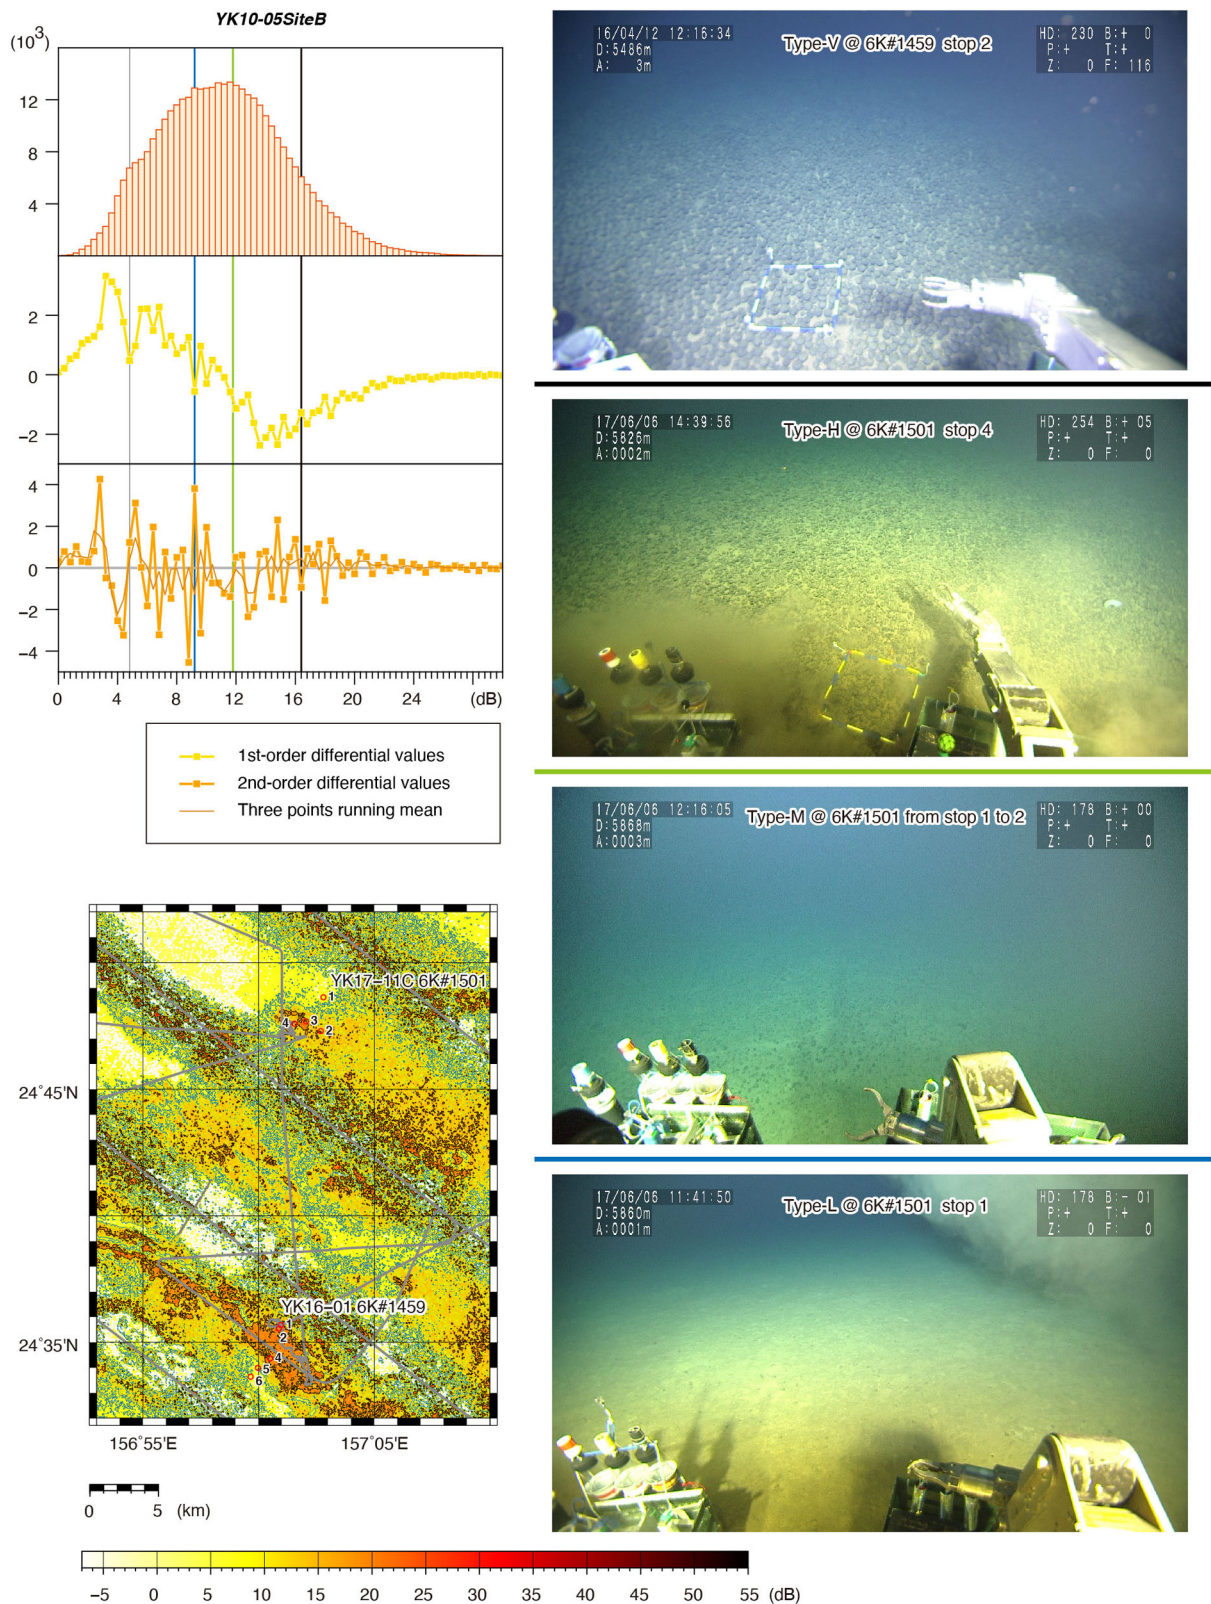 YK10-05SiteB
(10³)
12
8
4
2
0
−2
4
2
0
−2
−4
0 4 8 12 16 20 24 (dB)
1st-order differential values
2nd-order differential values
Three points running mean
YK17−11C 6K#1501
1
4 3 2
24°45'N
YK16−01 6K#1459
1
2
4
5
6
24°35'N
156°55'E 157°05'E
0 5 (km)
−5 0 5 10 15 20 25 30 35 40 45 50 55 (dB)
16/04/12 12:16:34
D:5486m
A: 3m
Type-V @ 6K#1459 stop 2
HD: 230 B:+ 0
P:+ T:+
Z: 0 F: 116
17/06/06 14:39:56
D:5826m
A:0002m
Type-H @ 6K#1501 stop 4
HD: 254 B:+ 05
P:+ T:+
Z: 0 F: 0
17/06/06 12:16:05
D:5868m
A:0003m
Type-M @ 6K#1501 from stop 1 to 2
HD: 178 B:+ 00
P:+ T:+
Z: 0 F: 0
17/06/06 11:41:50
D:5860m
A:0001m
Type-L @ 6K#1501 stop 1
HD: 178 B:- 01
P:+ T:+
Z: 0 F: 0